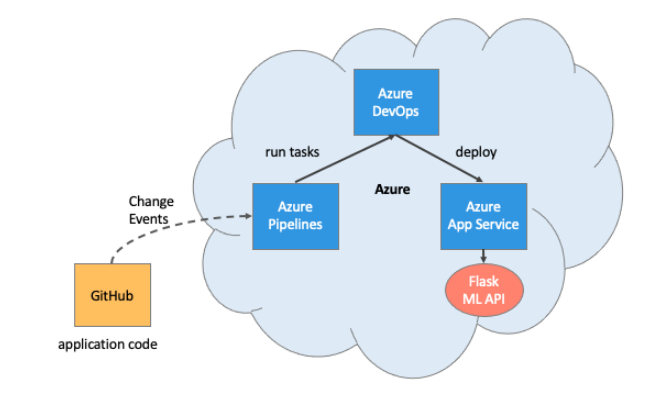 Azure
DevOps
run tasks
deploy
Azure
Azure
Pipelines
Azure
App Service
Change
Events
GitHub
Flask
ML API
application code